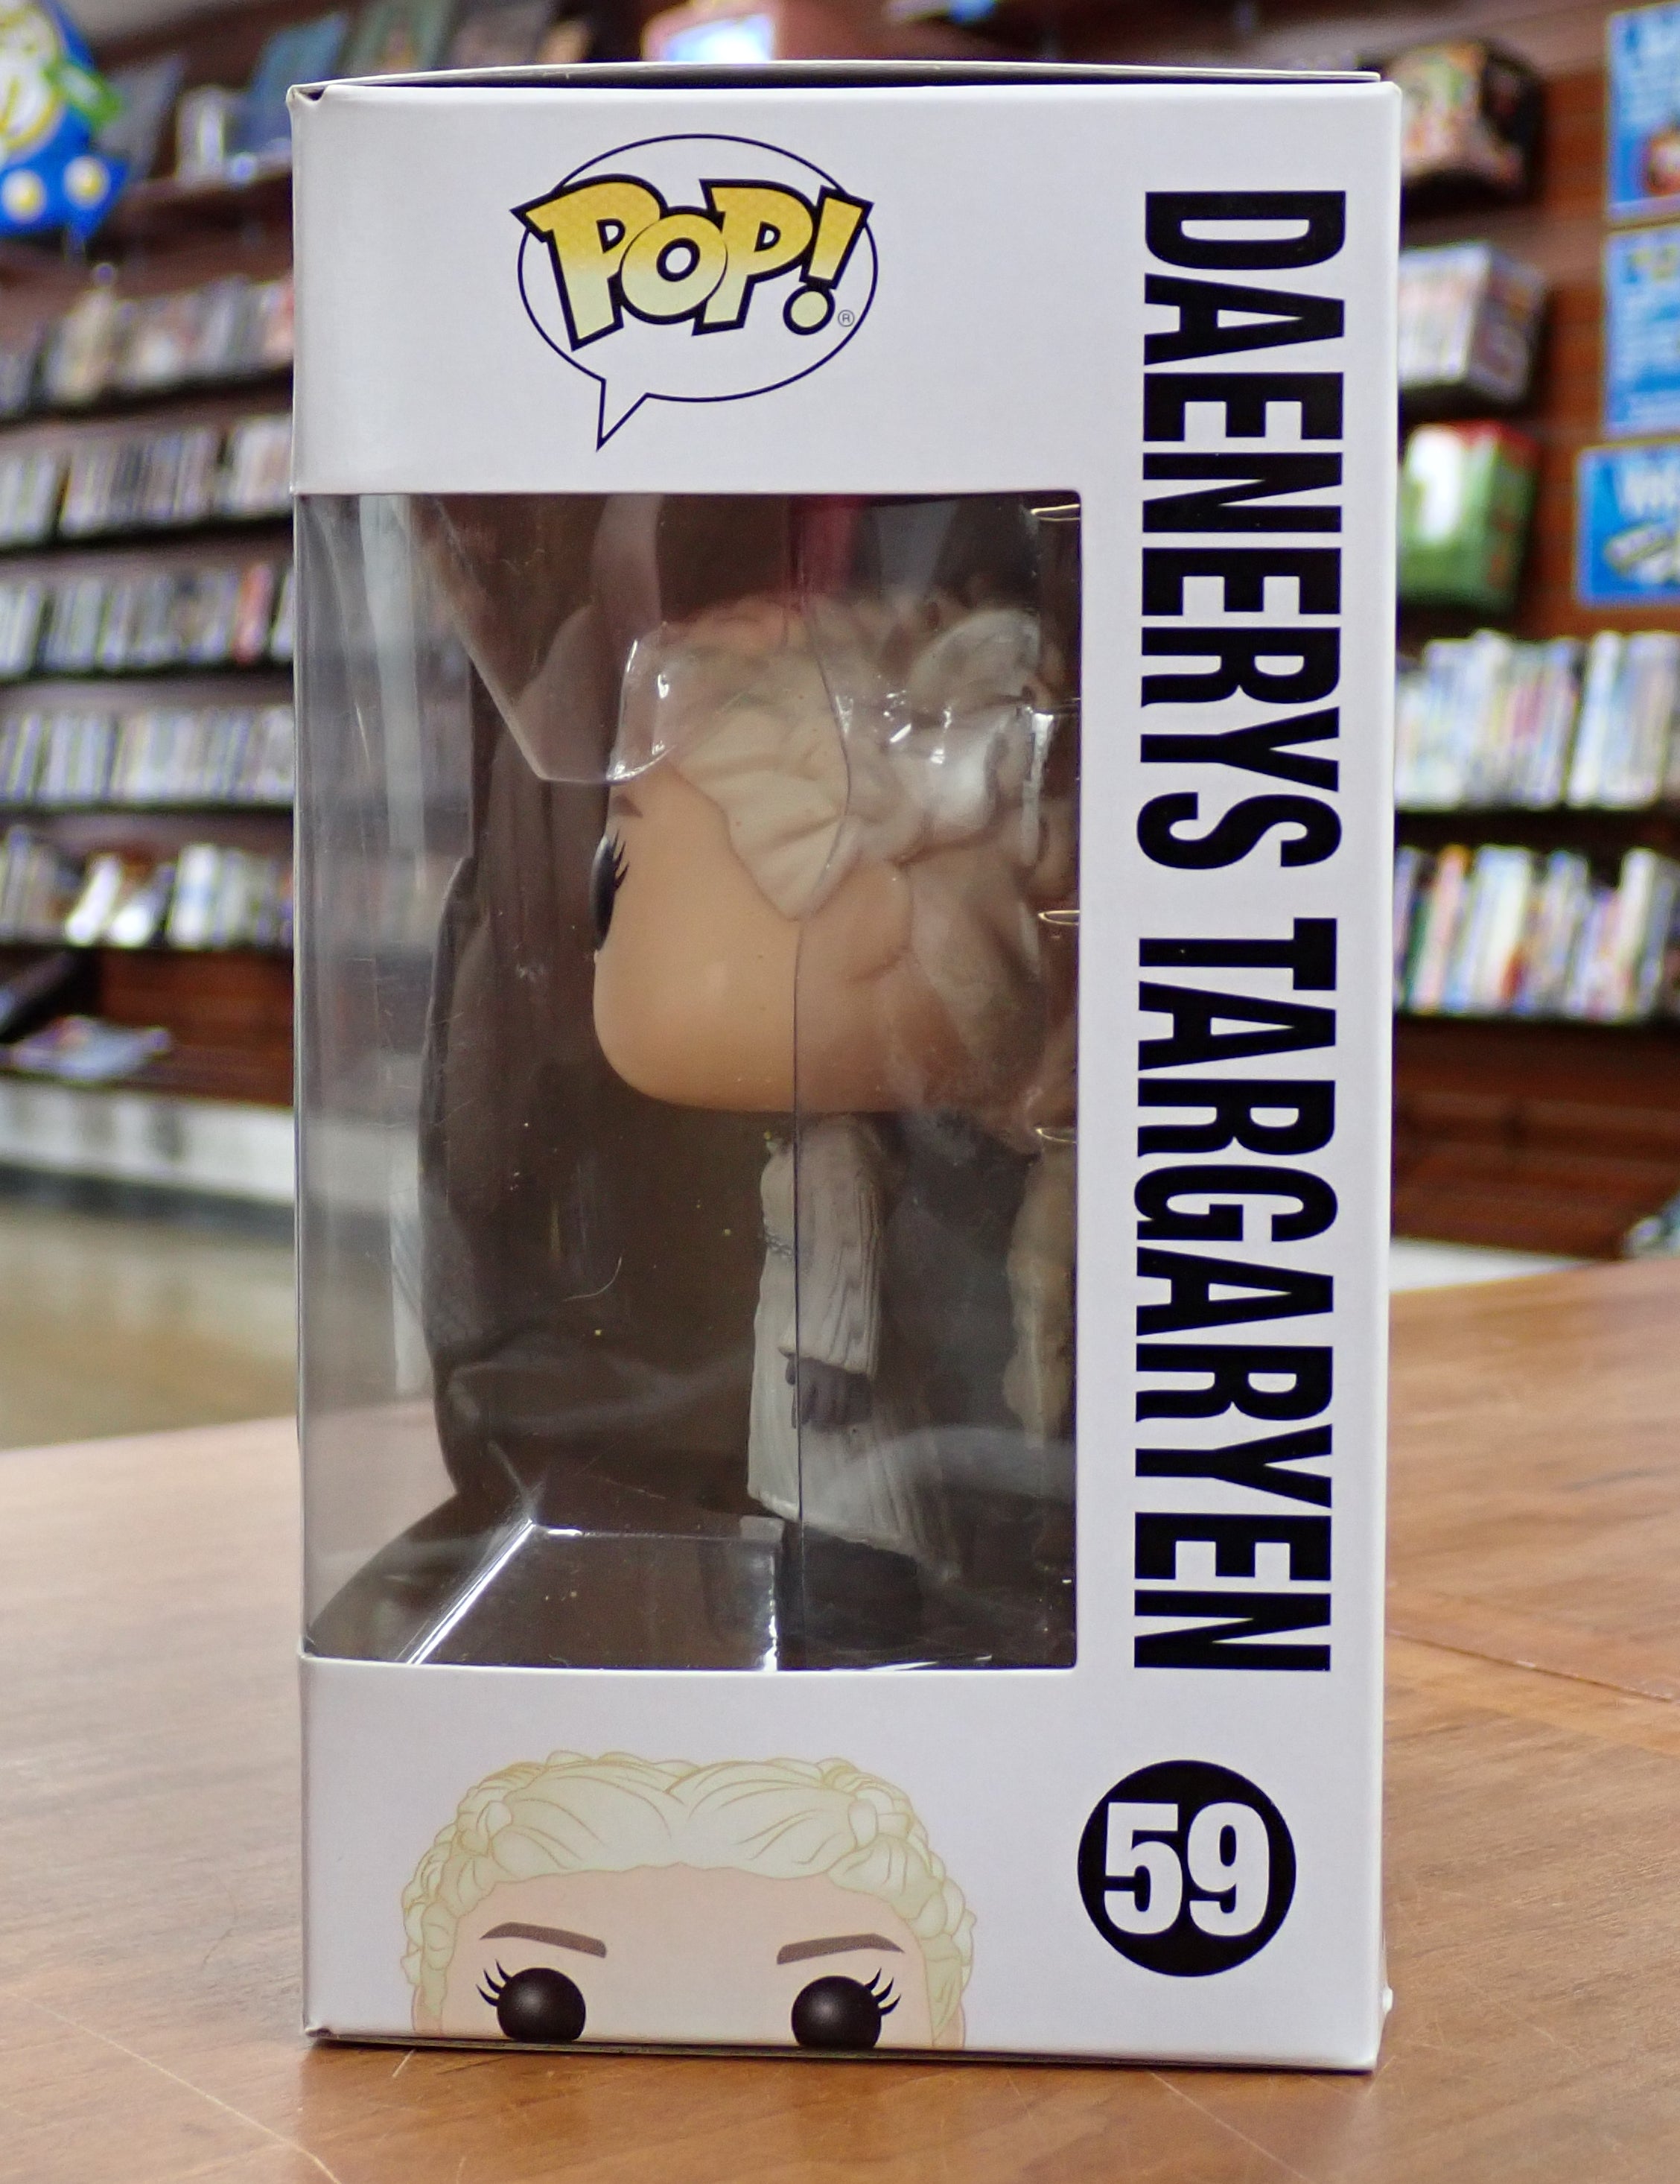 POP!
®
DAENERYS TARGARYEN
59